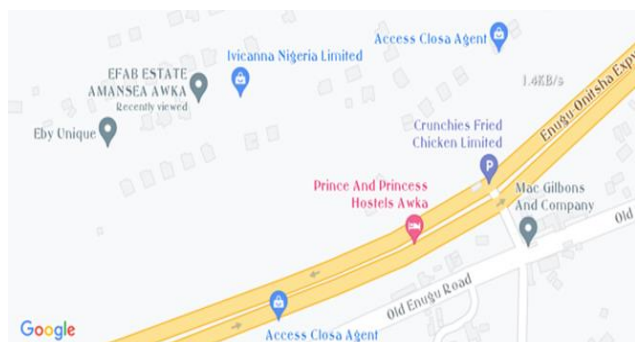 Access Closa Agent
Ivicanna Nigeria Limited
EFAB ESTATE
AMANSEA AWKA
Recently viewed
1.4KB/s
Enugu Onitsha Expy
Eby Unique
Crunchies Fried
Chicken Limited
P
Prince And Princess
Hostels Awka
Mac Gilbons
And Company
Old
Old Enugu Road
Google
Access Closa Agent